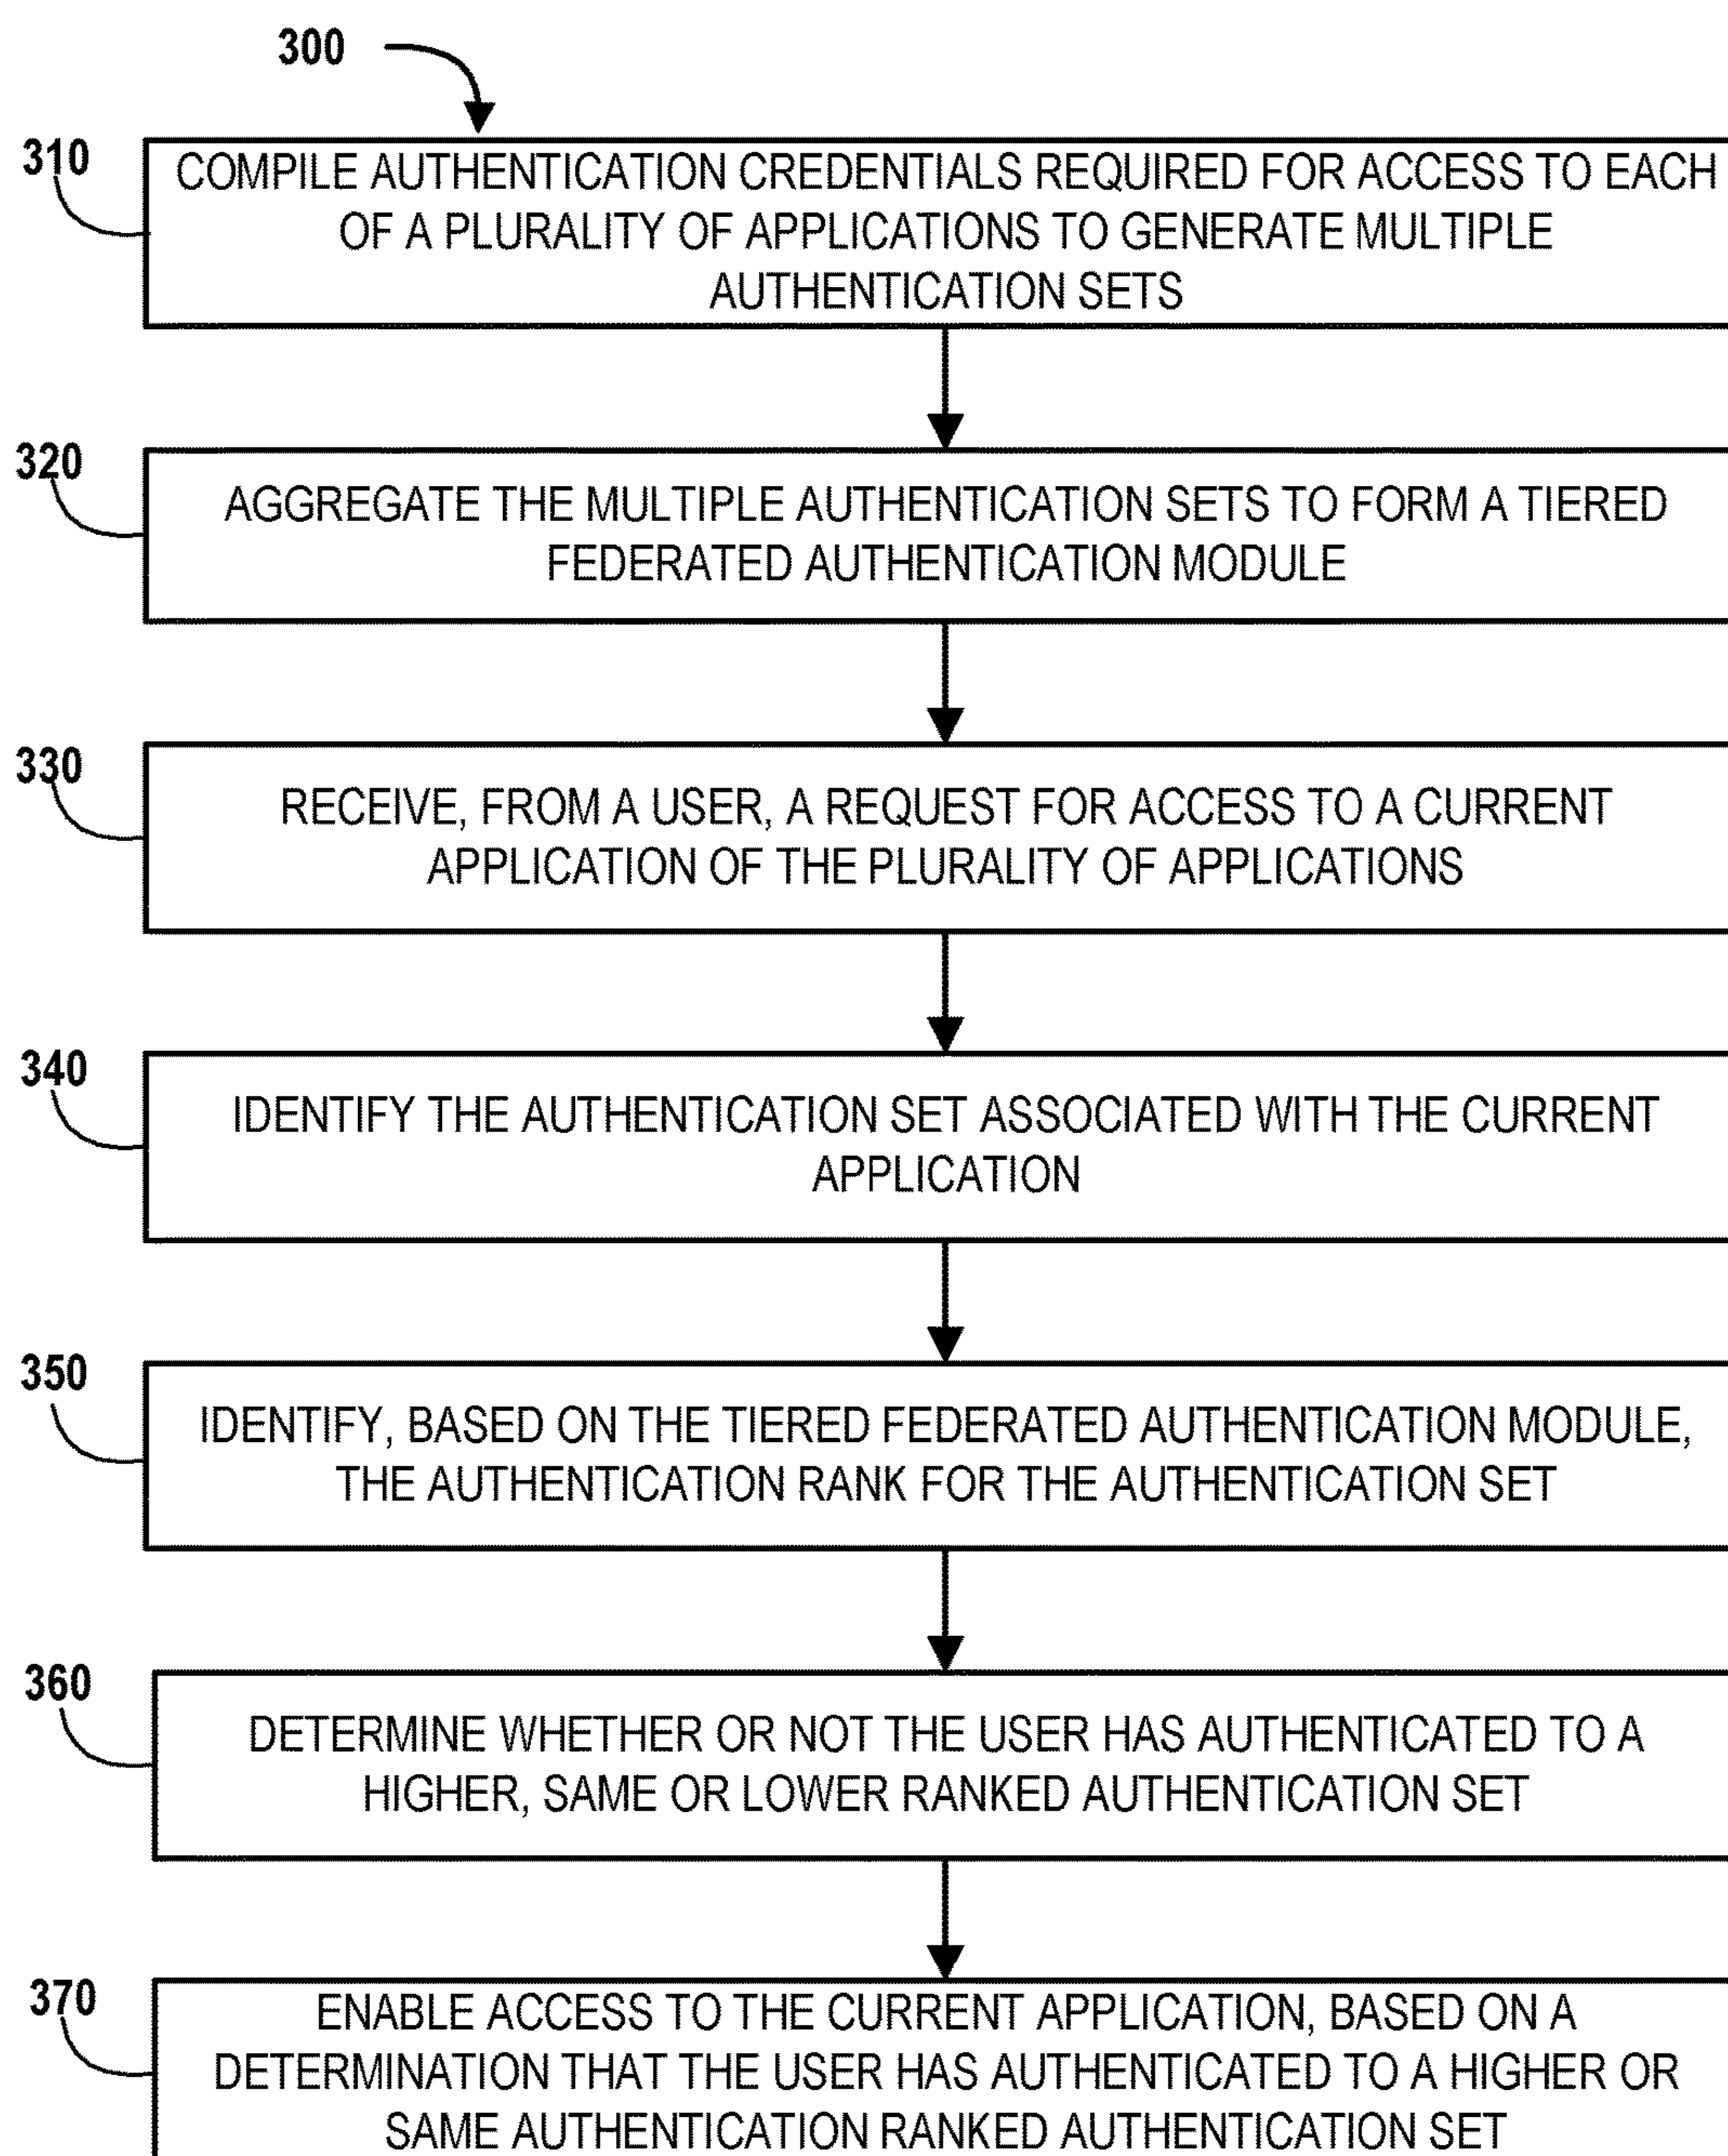 300
310
COMPILE AUTHENTICATION CREDENTIALS REQUIRED FOR ACCESS TO EACH
OF A PLURALITY OF APPLICATIONS TO GENERATE MULTIPLE
AUTHENTICATION SETS
320
AGGREGATE THE MULTIPLE AUTHENTICATION SETS TO FORM A TIERED
FEDERATED AUTHENTICATION MODULE
330
RECEIVE, FROM A USER, A REQUEST FOR ACCESS TO A CURRENT
APPLICATION OF THE PLURALITY OF APPLICATIONS
340
IDENTIFY THE AUTHENTICATION SET ASSOCIATED WITH THE CURRENT
APPLICATION
350
IDENTIFY, BASED ON THE TIERED FEDERATED AUTHENTICATION MODULE,
THE AUTHENTICATION RANK FOR THE AUTHENTICATION SET
360
DETERMINE WHETHER OR NOT THE USER HAS AUTHENTICATED TO A
HIGHER, SAME OR LOWER RANKED AUTHENTICATION SET
370
ENABLE ACCESS TO THE CURRENT APPLICATION, BASED ON A
DETERMINATION THAT THE USER HAS AUTHENTICATED TO A HIGHER OR
SAME AUTHENTICATION RANKED AUTHENTICATION SET